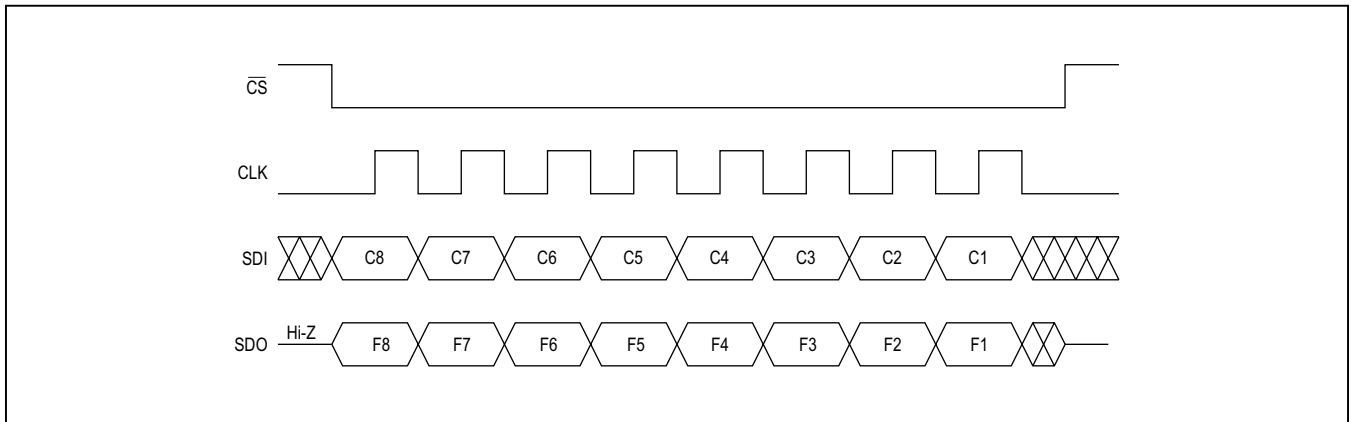 C̅S̅
CLK
SDI C8 C7 C6 C5 C4 C3 C2 C1
SDO Hi-Z F8 F7 F6 F5 F4 F3 F2 F1